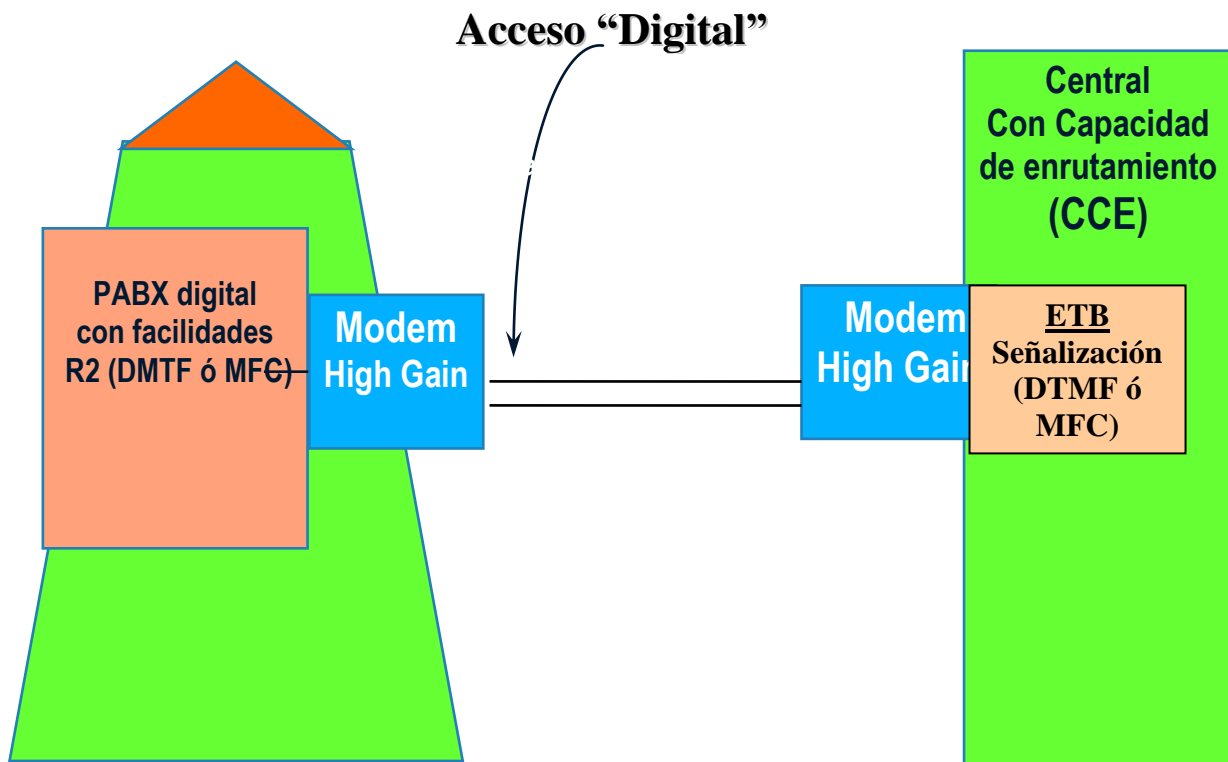 Acceso “Digital”
Central
Con Capacidad
de enrutamiento
(CCE)
PABX digital
con facilidades
R2 (DMTF ó MFC)
Modem
High Gain
Modem
High Gain
ETB
Señalización
(DTMF ó
MFC)